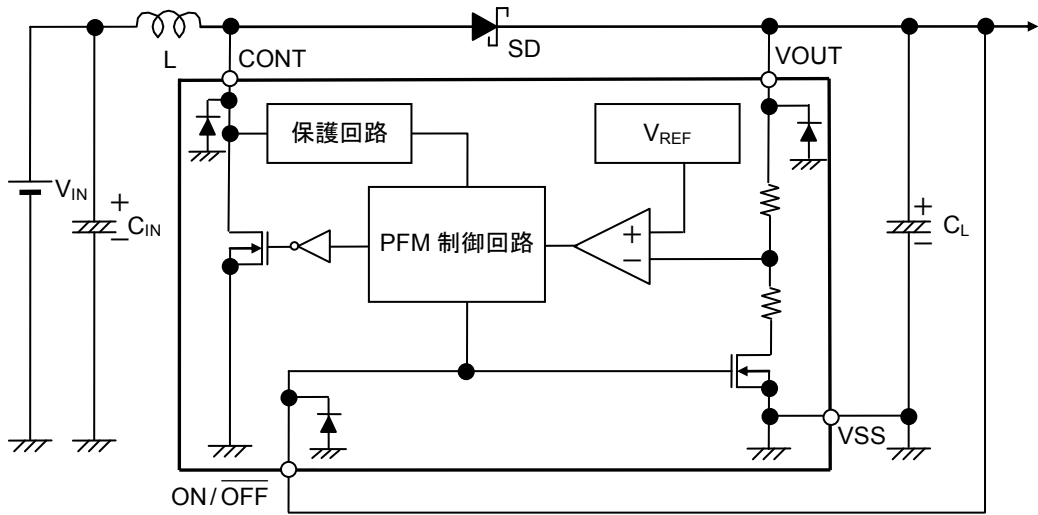 L
CONT
SD
VOUT
保護回路
VREF
VIN
+
−
CIN
PFM 制御回路
+
−
+
−
CL
VSS
ON/OFF